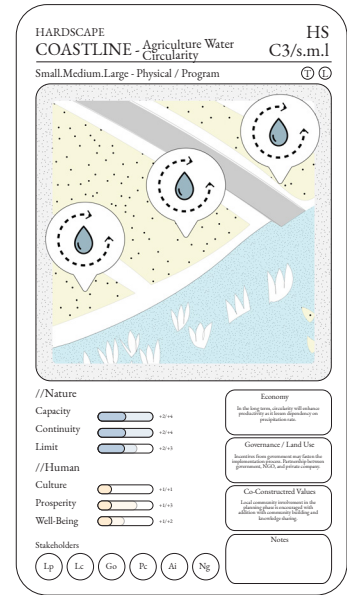 HARDSCAPE
HS
COASTLINE - Agriculture Water
Circularity
C3/s.m.l
Small.Medium.Large - Physical / Program
T L
//Nature
Capacity
+2/+4
Continuity
+2/+4
Limit
+2/+3
//Human
Culture
+1/+1
Prosperity
+1/+3
Well-Being
+1/+2
Stakeholders
Lp Lc Go Pc Ai Ng
Economy
In the long term, circularity will enhance
productivity as it lessen dependency on
precipitation rain.
Governance / Land Use
Incentives from government may fasten the
implementation process. Partnership between
government, NGO, and private company.
Co-Constructred Values
Local community involvement in the
planning phase is encouraged with
addition with community building and
knowledge sharing.
Notes